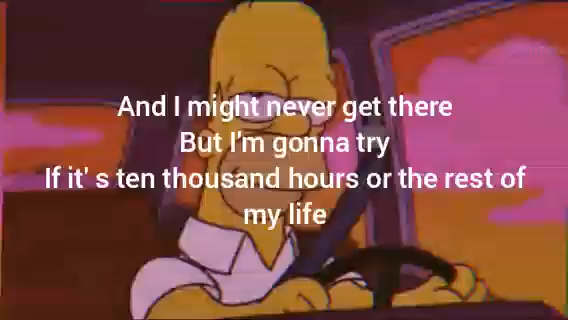 And I might never get there
But I'm gonna try
If it' s ten thousand hours or the rest of
my life